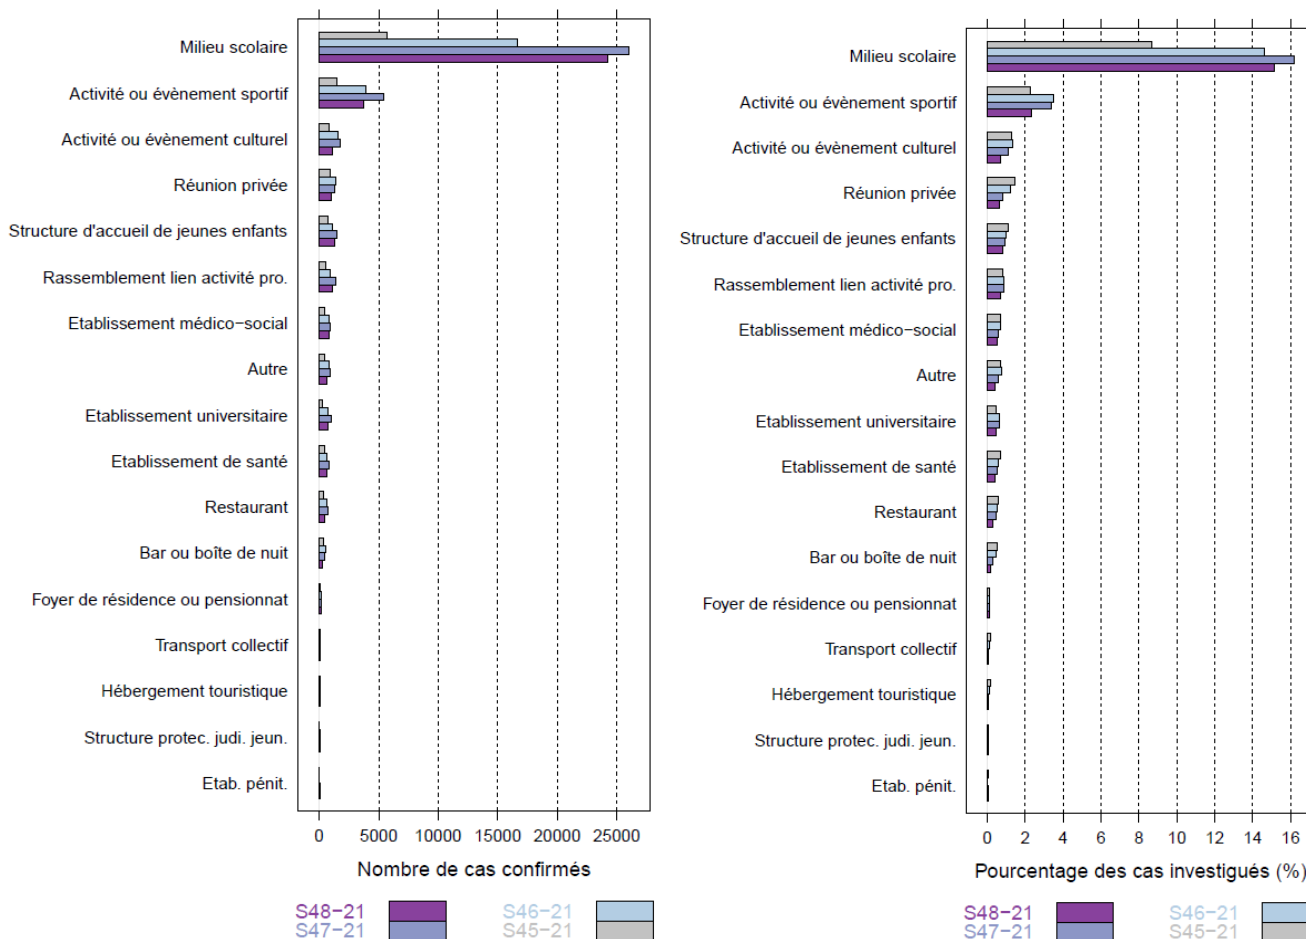 Milieu scolaire
Activité ou évènement sportif
Activité ou évènement culturel
Réunion privée
Structure d'accueil de jeunes enfants
Rassemblement lien activité pro.
Etablissement médico−social
Autre
Etablissement universitaire
Etablissement de santé
Restaurant
Bar ou boîte de nuit
Foyer de résidence ou pensionnat
Transport collectif
Hébergement touristique
Structure protec. judi. jeun.
Etab. pénit.
0 5000 10000 15000 20000 25000
Nombre de cas confirmés
S48−21 S46−21
S47−21 S45−21
Milieu scolaire
Activité ou évènement sportif
Activité ou évènement culturel
Réunion privée
Structure d'accueil de jeunes enfants
Rassemblement lien activité pro.
Etablissement médico−social
Autre
Etablissement universitaire
Etablissement de santé
Restaurant
Bar ou boîte de nuit
Foyer de résidence ou pensionnat
Transport collectif
Hébergement touristique
Structure protec. judi. jeun.
Etab. pénit.
0 2 4 6 8 10 12 14 16
Pourcentage des cas investigués (%)
S48−21 S46−21
S47−21 S45−21